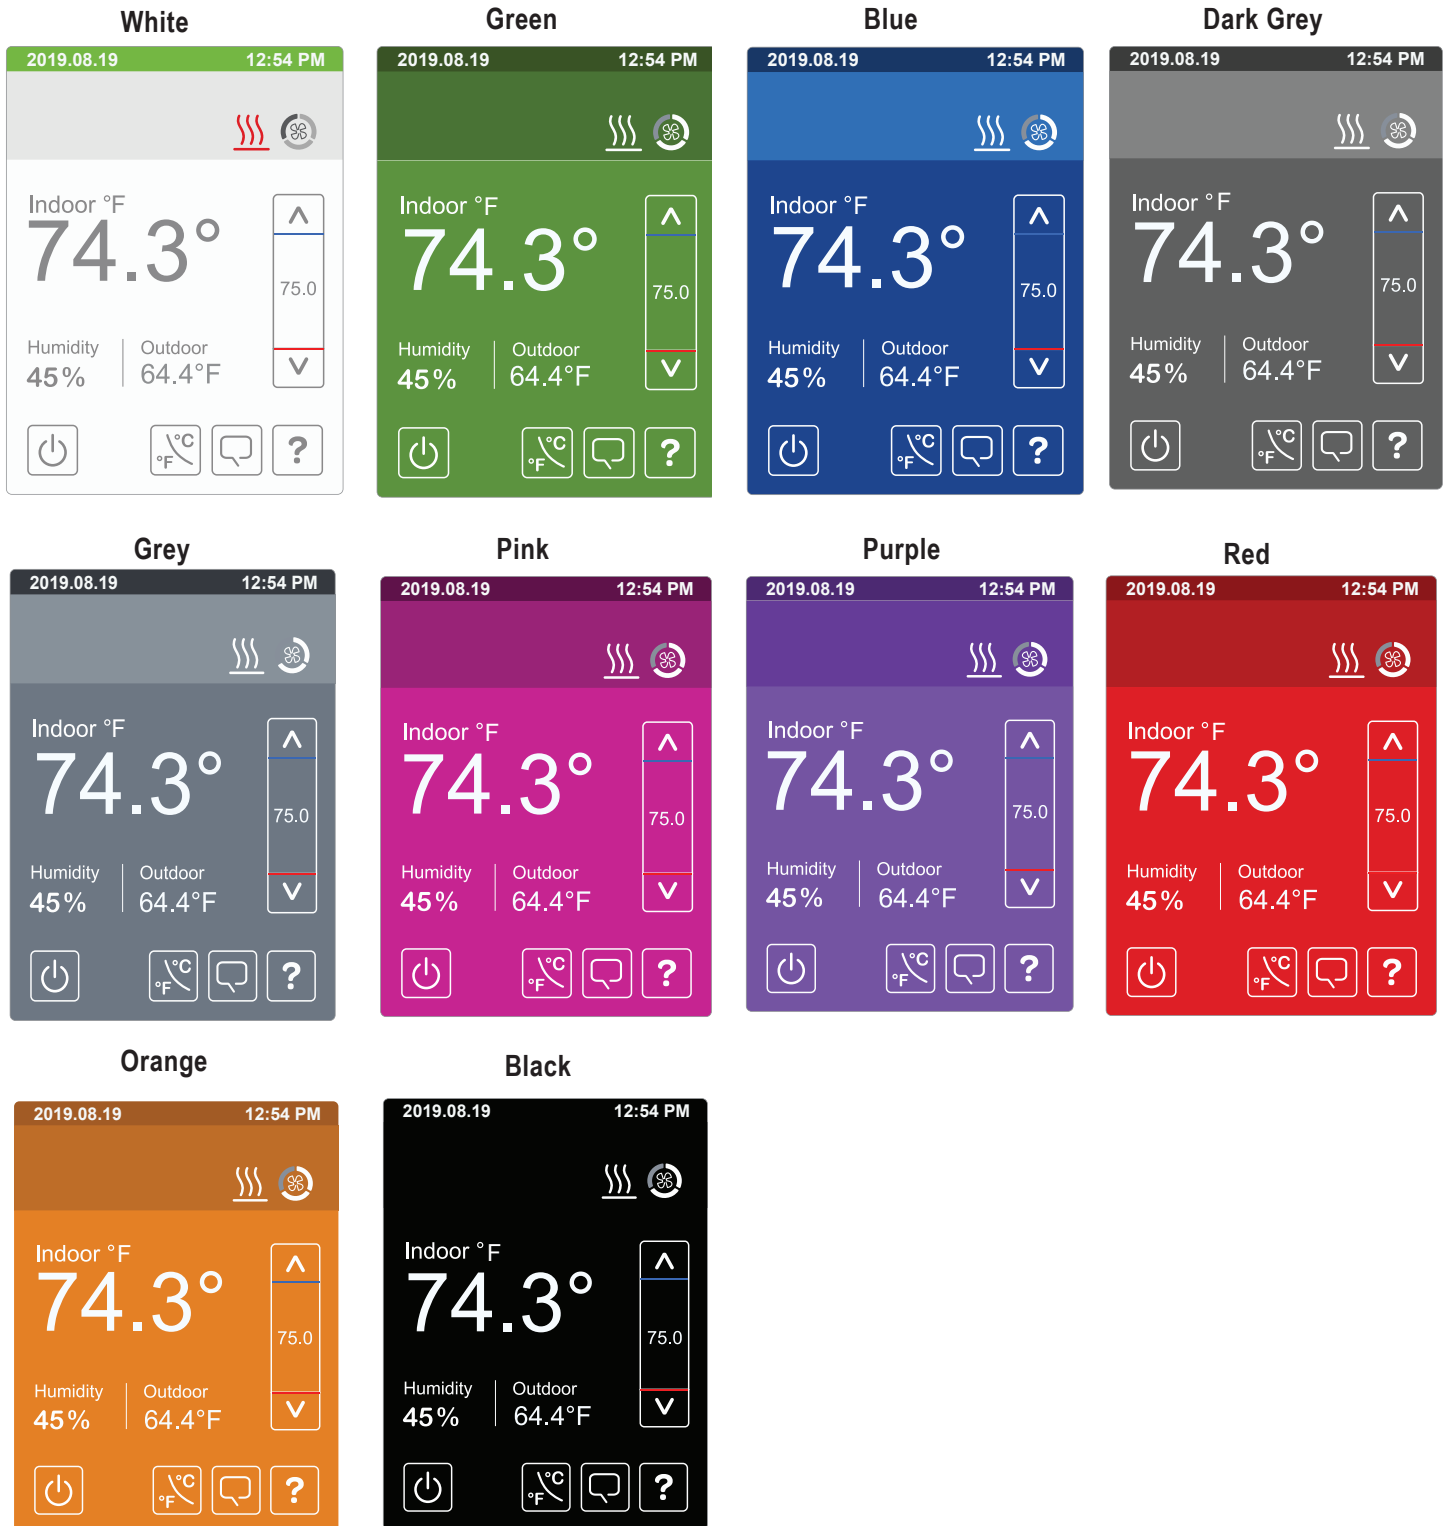 White
2019.08.19 12:54 PM
Indoor °F
74.3°
75.0
Humidity Outdoor
45% 64.4°F
°C
°F
?
Green
2019.08.19 12:54 PM
Indoor °F
74.3°
75.0
Humidity Outdoor
45% 64.4°F
°C
°F
?
Blue
2019.08.19 12:54 PM
Indoor °F
74.3°
75.0
Humidity Outdoor
45% 64.4°F
°C
°F
?
Dark Grey
2019.08.19 12:54 PM
Indoor °F
74.3°
75.0
Humidity Outdoor
45% 64.4°F
°C
°F
?
Grey
2019.08.19 12:54 PM
Indoor °F
74.3°
75.0
Humidity Outdoor
45% 64.4°F
°C
°F
?
Pink
2019.08.19 12:54 PM
Indoor °F
74.3°
75.0
Humidity Outdoor
45% 64.4°F
°C
°F
?
Purple
2019.08.19 12:54 PM
Indoor °F
74.3°
75.0
Humidity Outdoor
45% 64.4°F
°C
°F
?
Red
2019.08.19 12:54 PM
Indoor °F
74.3°
75.0
Humidity Outdoor
45% 64.4°F
°C
°F
?
Orange
2019.08.19 12:54 PM
Indoor °F
74.3°
75.0
Humidity Outdoor
45% 64.4°F
°C
°F
?
Black
2019.08.19 12:54 PM
Indoor °F
74.3°
75.0
Humidity Outdoor
45% 64.4°F
°C
°F
?